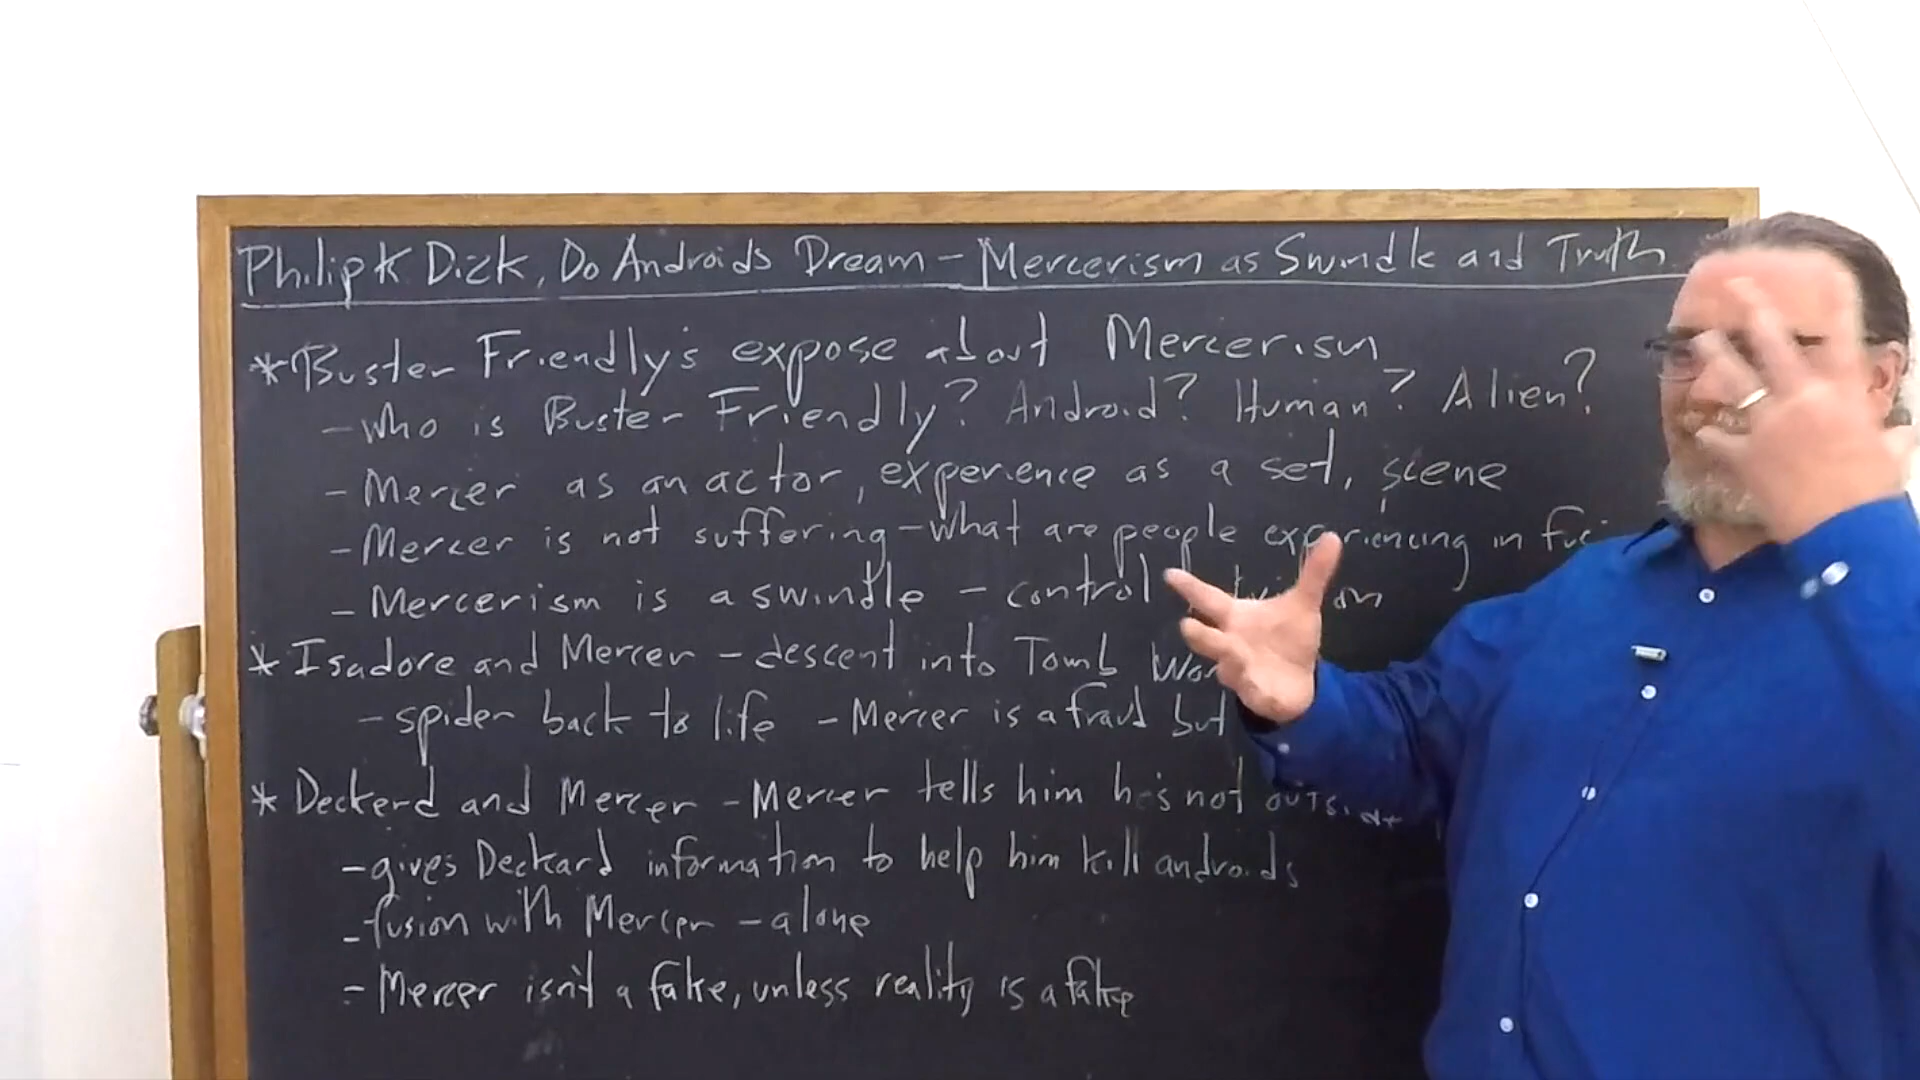 Philip K Dick, Do Androids Dream - Mercerism as Swindle and Truth
* Buster Friendly's expose about Mercerism
- who is Buster Friendly? Android? Human? Alien?
- Mercer as an actor, experience as a set, scene
- Mercer is not suffering - what are people experiencing in
- Mercerism is a swindle - control
* Isadore and Mercer - descent into Tomb
- spider back to life - Mercer is a fraud but
* Deckerd and Mercer - Mercer tells him he's not outside
- gives Deckard information to help him kill androids
- fusion with Mercer - alone
- Mercer isn't a fake, unless reality is a fake